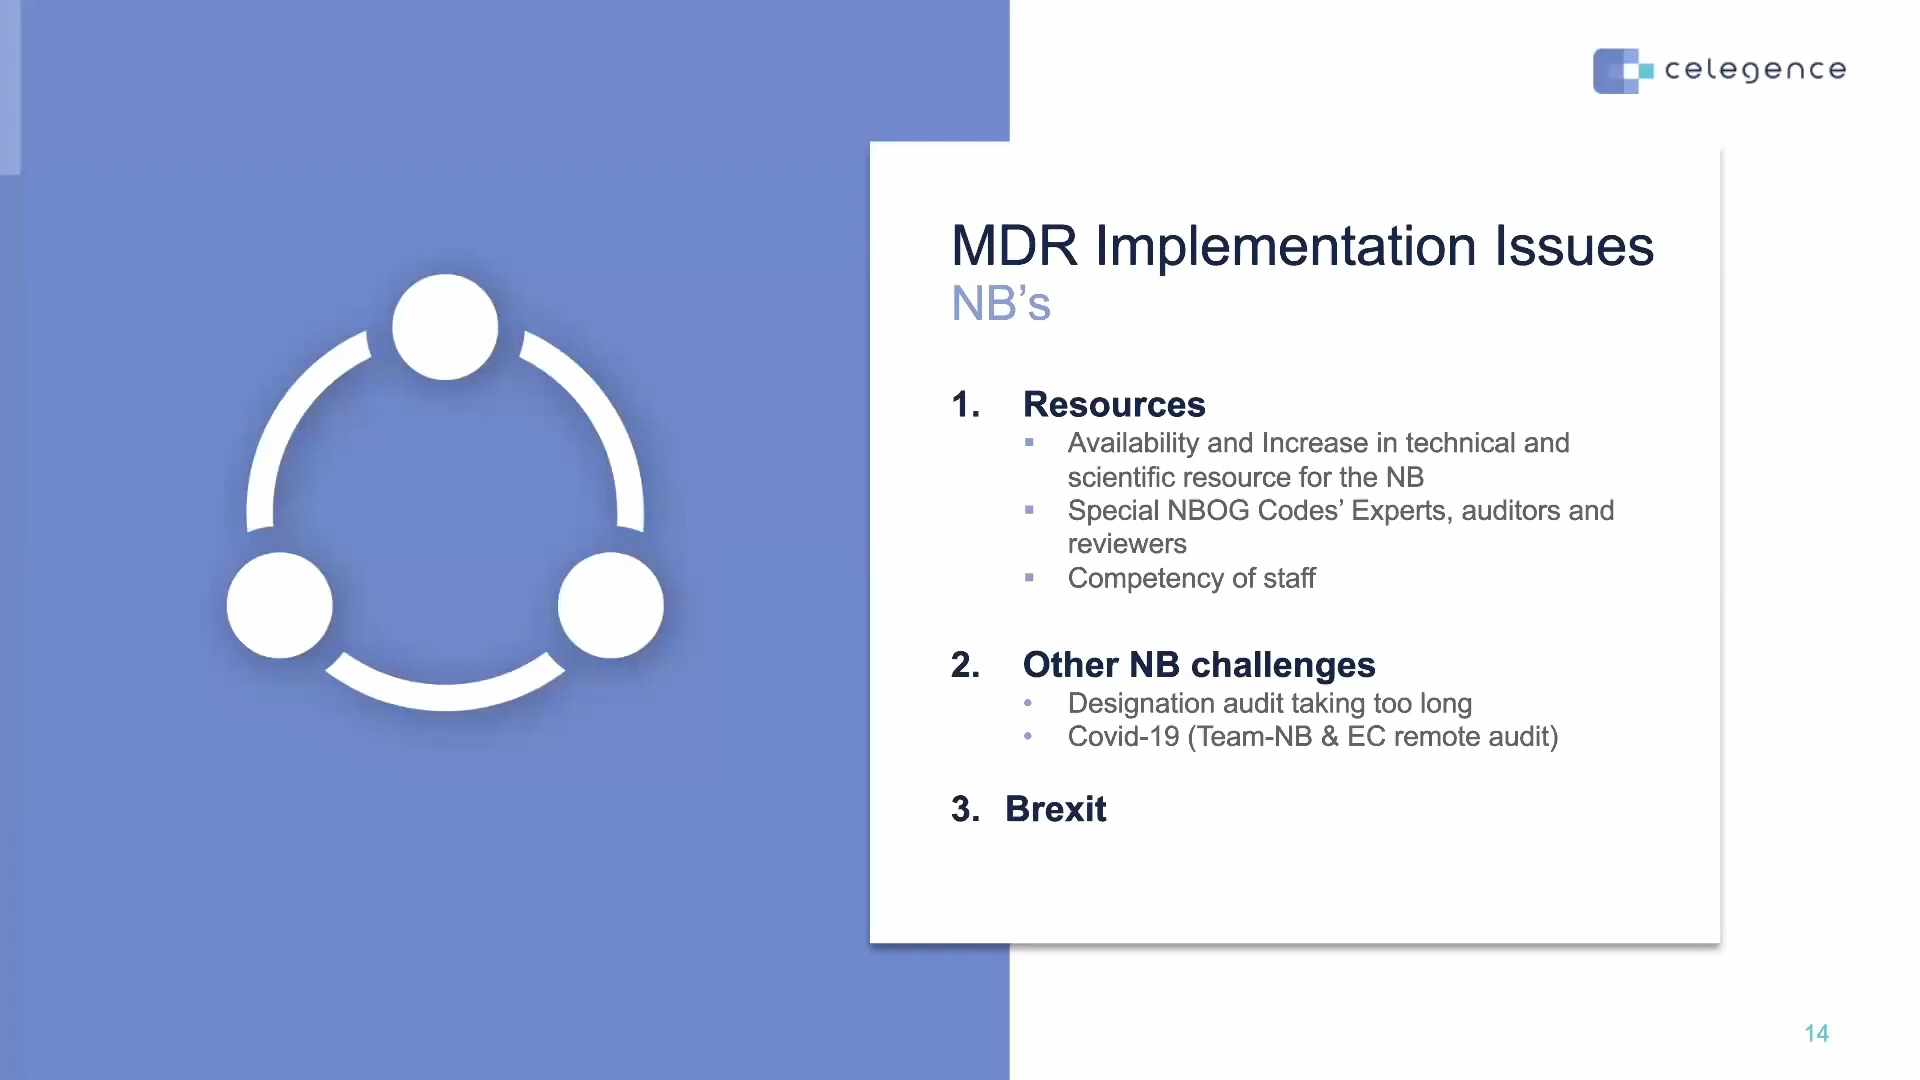 celegence
MDR Implementation Issues
NB’s
1. Resources
▪ Availability and Increase in technical and
scientific resource for the NB
▪ Special NBOG Codes’ Experts, auditors and
reviewers
▪ Competency of staff
2. Other NB challenges
• Designation audit taking too long
• Covid-19 (Team-NB & EC remote audit)
3. Brexit
14